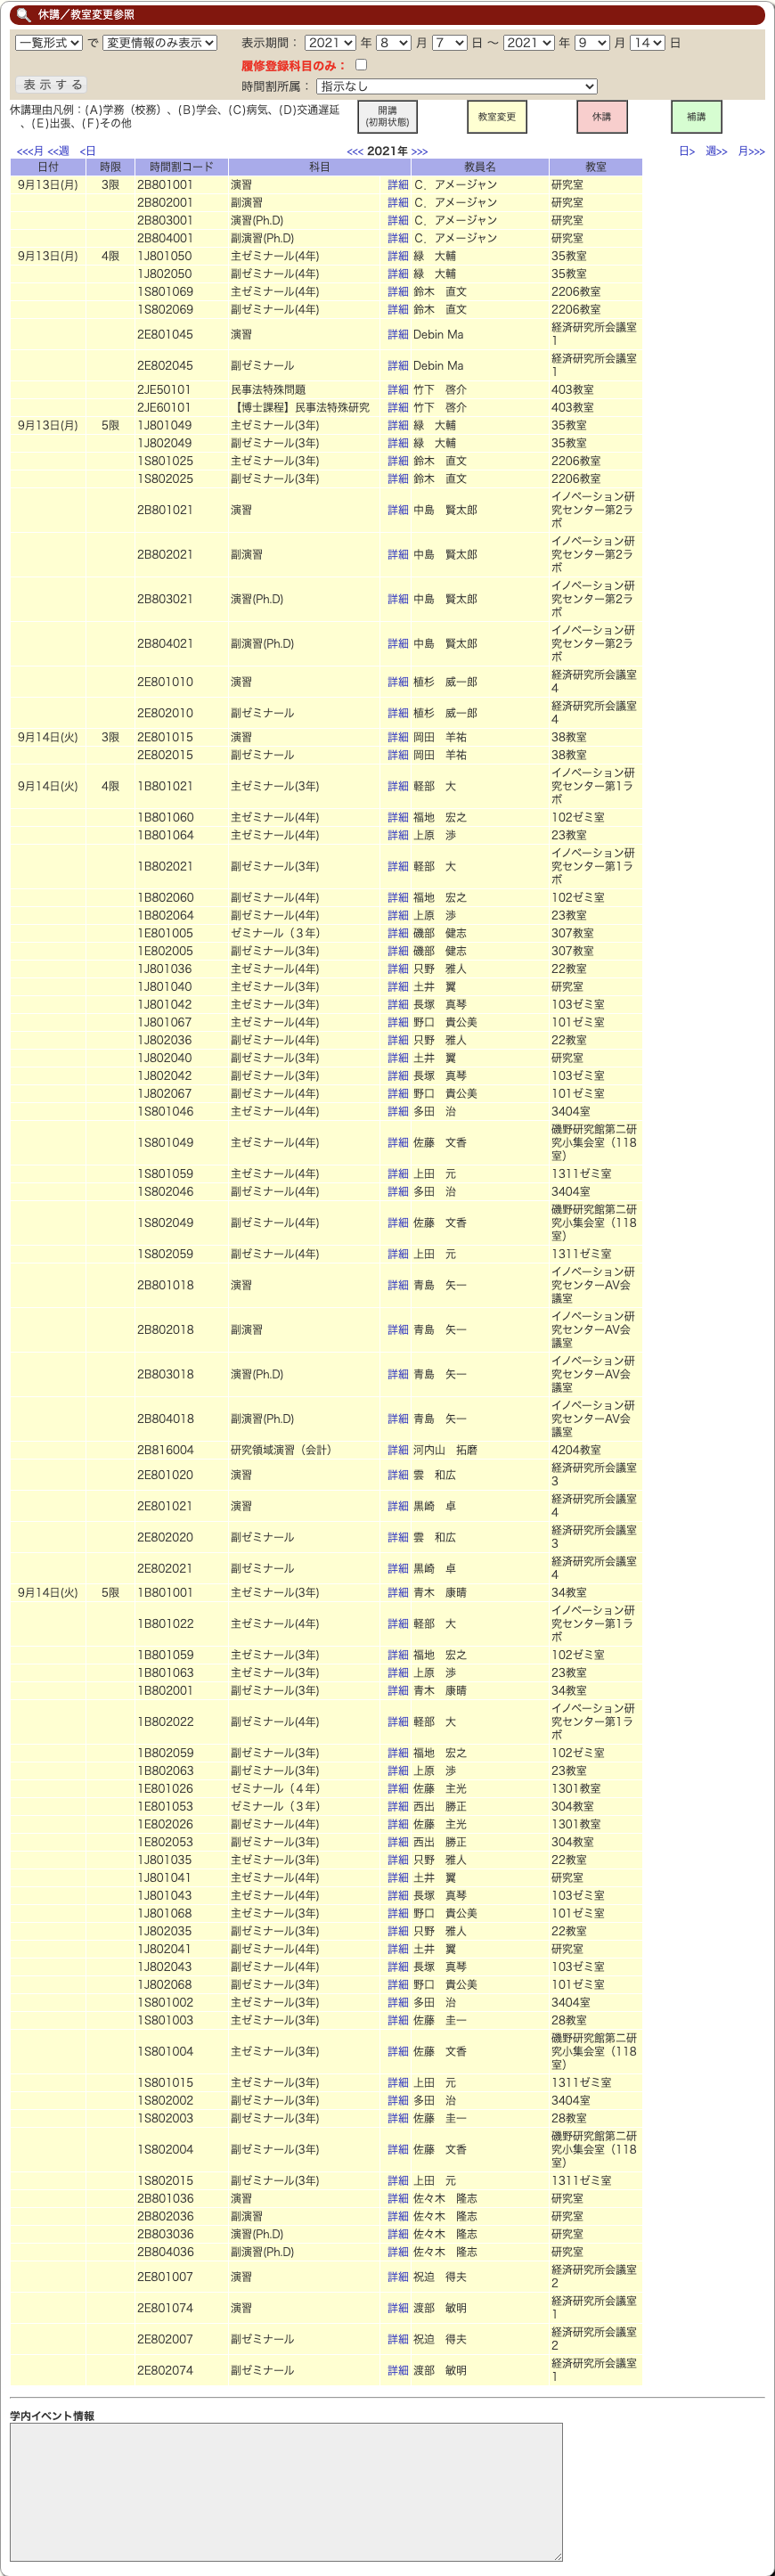 休講／教室変更参照
一覧形式 で 変更情報のみ表示 表示期間： 2021 年 8 月 7 日 ～ 2021 年 9 月 14 日
履修登録科目のみ：
表 示 す る 時間割所属： 指示なし
休講理由凡例：(A)学務（校務）、(B)学会、(C)病気、(D)交通遅延
、(E)出張、(F)その他
開講
(初期状態)
教室変更
休講
補講
<<<月 <<週 <日 <<< 2021年 >>> 日> 週>> 月>>>
日付 時限 時間割コード 科目 教員名 教室
9月13日(月) 3限 2B801001 演習 詳細 C．アメージャン 研究室
2B802001 副演習 詳細 C．アメージャン 研究室
2B803001 演習(Ph.D) 詳細 C．アメージャン 研究室
2B804001 副演習(Ph.D) 詳細 C．アメージャン 研究室
9月13日(月) 4限 1J801050 主ゼミナール(4年) 詳細 緑　大輔 35教室
1J802050 副ゼミナール(4年) 詳細 緑　大輔 35教室
1S801069 主ゼミナール(4年) 詳細 鈴木　直文 2206教室
1S802069 副ゼミナール(4年) 詳細 鈴木　直文 2206教室
2E801045 演習 詳細 Debin Ma 経済研究所会議室
1
2E802045 副ゼミナール 詳細 Debin Ma 経済研究所会議室
1
2JE50101 民事法特殊問題 詳細 竹下　啓介 403教室
2JE60101 【博士課程】民事法特殊研究 詳細 竹下　啓介 403教室
9月13日(月) 5限 1J801049 主ゼミナール(3年) 詳細 緑　大輔 35教室
1J802049 副ゼミナール(3年) 詳細 緑　大輔 35教室
1S801025 主ゼミナール(3年) 詳細 鈴木　直文 2206教室
1S802025 副ゼミナール(3年) 詳細 鈴木　直文 2206教室
2B801021 演習 詳細 中島　賢太郎 イノベーション研
究センター第2ラ
ボ
2B802021 副演習 詳細 中島　賢太郎 イノベーション研
究センター第2ラ
ボ
2B803021 演習(Ph.D) 詳細 中島　賢太郎 イノベーション研
究センター第2ラ
ボ
2B804021 副演習(Ph.D) 詳細 中島　賢太郎 イノベーション研
究センター第2ラ
ボ
2E801010 演習 詳細 植杉　威一郎 経済研究所会議室
4
2E802010 副ゼミナール 詳細 植杉　威一郎 経済研究所会議室
4
9月14日(火) 3限 2E801015 演習 詳細 岡田　羊祐 38教室
2E802015 副ゼミナール 詳細 岡田　羊祐 38教室
9月14日(火) 4限 1B801021 主ゼミナール(3年) 詳細 軽部　大 イノベーション研
究センター第1ラ
ボ
1B801060 主ゼミナール(4年) 詳細 福地　宏之 102ゼミ室
1B801064 主ゼミナール(4年) 詳細 上原　渉 23教室
1B802021 副ゼミナール(3年) 詳細 軽部　大 イノベーション研
究センター第1ラ
ボ
1B802060 副ゼミナール(4年) 詳細 福地　宏之 102ゼミ室
1B802064 副ゼミナール(4年) 詳細 上原　渉 23教室
1E801005 ゼミナール（３年） 詳細 磯部　健志 307教室
1E802005 副ゼミナール(3年) 詳細 磯部　健志 307教室
1J801036 主ゼミナール(4年) 詳細 只野　雅人 22教室
1J801040 主ゼミナール(3年) 詳細 土井　翼 研究室
1J801042 主ゼミナール(3年) 詳細 長塚　真琴 103ゼミ室
1J801067 主ゼミナール(4年) 詳細 野口　貴公美 101ゼミ室
1J802036 副ゼミナール(4年) 詳細 只野　雅人 22教室
1J802040 副ゼミナール(3年) 詳細 土井　翼 研究室
1J802042 副ゼミナール(3年) 詳細 長塚　真琴 103ゼミ室
1J802067 副ゼミナール(4年) 詳細 野口　貴公美 101ゼミ室
1S801046 主ゼミナール(4年) 詳細 多田　治 3404室
1S801049 主ゼミナール(4年) 詳細 佐藤　文香 磯野研究館第二研
究小集会室（118
室）
1S801059 主ゼミナール(4年) 詳細 上田　元 1311ゼミ室
1S802046 副ゼミナール(4年) 詳細 多田　治 3404室
1S802049 副ゼミナール(4年) 詳細 佐藤　文香 磯野研究館第二研
究小集会室（118
室）
1S802059 副ゼミナール(4年) 詳細 上田　元 1311ゼミ室
2B801018 演習 詳細 青島　矢一 イノベーション研
究センターAV会
議室
2B802018 副演習 詳細 青島　矢一 イノベーション研
究センターAV会
議室
2B803018 演習(Ph.D) 詳細 青島　矢一 イノベーション研
究センターAV会
議室
2B804018 副演習(Ph.D) 詳細 青島　矢一 イノベーション研
究センターAV会
議室
2B816004 研究領域演習（会計） 詳細 河内山　拓磨 4204教室
2E801020 演習 詳細 雲　和広 経済研究所会議室
3
2E801021 演習 詳細 黒崎　卓 経済研究所会議室
4
2E802020 副ゼミナール 詳細 雲　和広 経済研究所会議室
3
2E802021 副ゼミナール 詳細 黒崎　卓 経済研究所会議室
4
9月14日(火) 5限 1B801001 主ゼミナール(3年) 詳細 青木　康晴 34教室
1B801022 主ゼミナール(4年) 詳細 軽部　大 イノベーション研
究センター第1ラ
ボ
1B801059 主ゼミナール(3年) 詳細 福地　宏之 102ゼミ室
1B801063 主ゼミナール(3年) 詳細 上原　渉 23教室
1B802001 副ゼミナール(3年) 詳細 青木　康晴 34教室
1B802022 副ゼミナール(4年) 詳細 軽部　大 イノベーション研
究センター第1ラ
ボ
1B802059 副ゼミナール(3年) 詳細 福地　宏之 102ゼミ室
1B802063 副ゼミナール(3年) 詳細 上原　渉 23教室
1E801026 ゼミナール（４年） 詳細 佐藤　主光 1301教室
1E801053 ゼミナール（３年） 詳細 西出　勝正 304教室
1E802026 副ゼミナール(4年) 詳細 佐藤　主光 1301教室
1E802053 副ゼミナール(3年) 詳細 西出　勝正 304教室
1J801035 主ゼミナール(3年) 詳細 只野　雅人 22教室
1J801041 主ゼミナール(4年) 詳細 土井　翼 研究室
1J801043 主ゼミナール(4年) 詳細 長塚　真琴 103ゼミ室
1J801068 主ゼミナール(3年) 詳細 野口　貴公美 101ゼミ室
1J802035 副ゼミナール(3年) 詳細 只野　雅人 22教室
1J802041 副ゼミナール(4年) 詳細 土井　翼 研究室
1J802043 副ゼミナール(4年) 詳細 長塚　真琴 103ゼミ室
1J802068 副ゼミナール(3年) 詳細 野口　貴公美 101ゼミ室
1S801002 主ゼミナール(3年) 詳細 多田　治 3404室
1S801003 主ゼミナール(3年) 詳細 佐藤　圭一 28教室
1S801004 主ゼミナール(3年) 詳細 佐藤　文香 磯野研究館第二研
究小集会室（118
室）
1S801015 主ゼミナール(3年) 詳細 上田　元 1311ゼミ室
1S802002 副ゼミナール(3年) 詳細 多田　治 3404室
1S802003 副ゼミナール(3年) 詳細 佐藤　圭一 28教室
1S802004 副ゼミナール(3年) 詳細 佐藤　文香 磯野研究館第二研
究小集会室（118
室）
1S802015 副ゼミナール(3年) 詳細 上田　元 1311ゼミ室
2B801036 演習 詳細 佐々木　隆志 研究室
2B802036 副演習 詳細 佐々木　隆志 研究室
2B803036 演習(Ph.D) 詳細 佐々木　隆志 研究室
2B804036 副演習(Ph.D) 詳細 佐々木　隆志 研究室
2E801007 演習 詳細 祝迫　得夫 経済研究所会議室
2
2E801074 演習 詳細 渡部　敏明 経済研究所会議室
1
2E802007 副ゼミナール 詳細 祝迫　得夫 経済研究所会議室
2
2E802074 副ゼミナール 詳細 渡部　敏明 経済研究所会議室
1
学内イベント情報